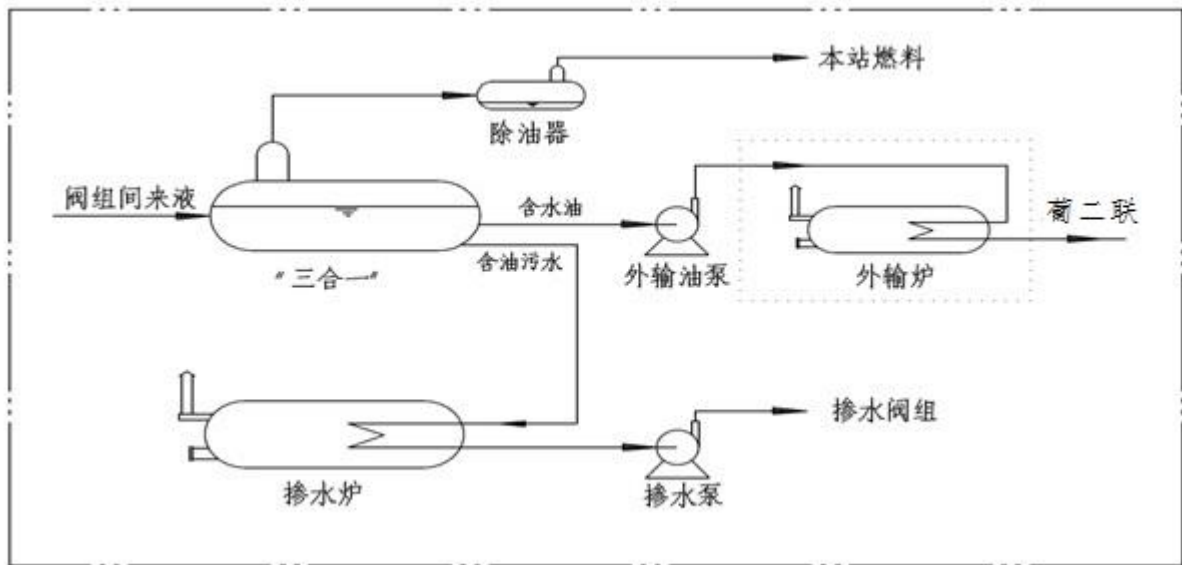 本站燃料
除油器
阀组间来液
含水油
葡二联
"三合一"
含油污水
外输油泵
外输炉
掺水阀组
掺水炉
掺水泵